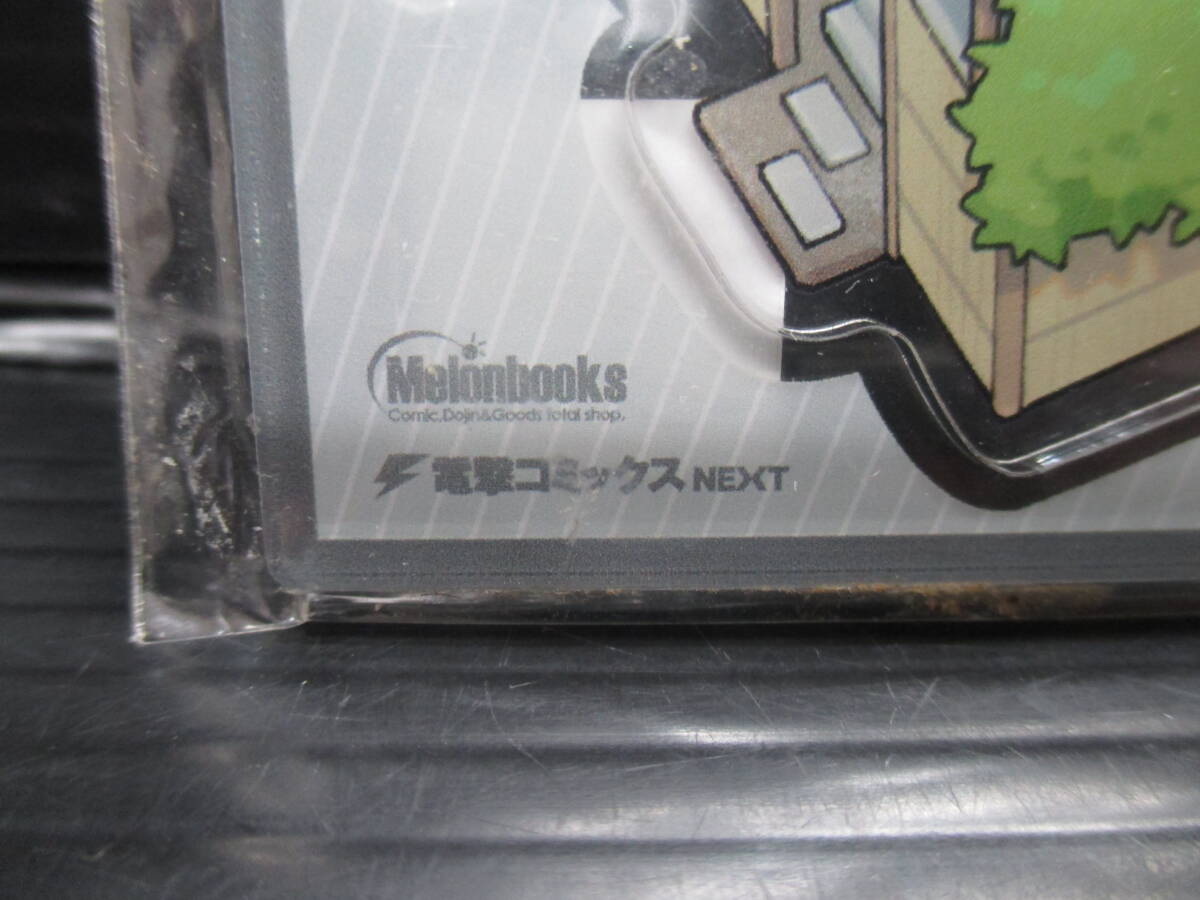 Melonbooks
Comic,Dojin&Goods total shop.
電撃コミックスNEXT